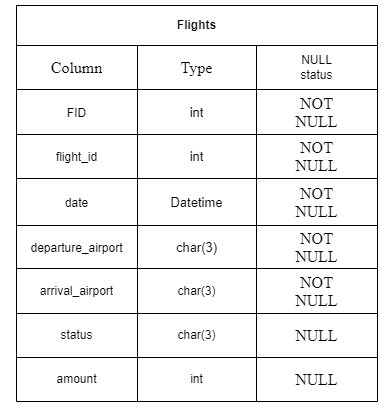 Flights
Column Type NULL
status
FID int NOT
NULL
flight_id int NOT
NULL
date Datetime NOT
NULL
departure_airport char(3) NOT
NULL
arrival_airport char(3) NOT
NULL
status char(3) NULL
amount int NULL